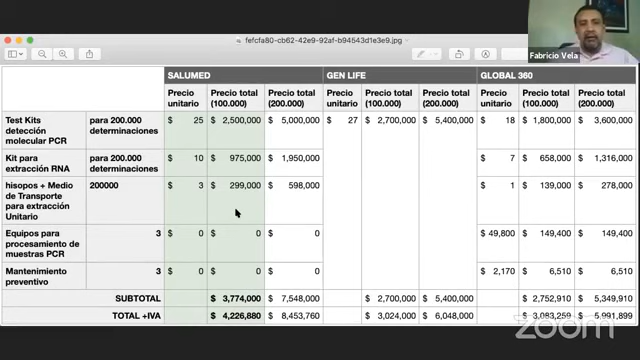 fefcfa80-cb62-42e9-92af-b94543d1e3e9.jpg
Fabricio Vela
SALUMED GEN LIFE GLOBAL 360
Precio unitario Precio total (100.000) Precio total (200.000) Precio unitario Precio total (100.000) Precio total (200.000) Precio unitario Precio total (100.000) Precio total (200.000)
Test Kits detección molecular PCR para 200.000 determinaciones $ 25 $ 2,500,000 $ 5,000,000 $ 27 $ 2,700,000 $ 5,400,000 $ 18 $ 1,800,000 $ 3,600,000
Kit para extracción RNA para 200.000 determinaciones $ 10 $ 975,000 $ 1,950,000 $ 7 $ 658,000 $ 1,316,000
hisopos + Medio de Transporte para extracción Unitario 200000 $ 3 $ 299,000 $ 598,000 $ 1 $ 139,000 $ 278,000
Equipos para procesamiento de muestras PCR 3 $ 0 $ 0 $ 0 $ 49,800 $ 149,400 $ 149,400
Mantenimiento preventivo 3 $ 0 $ 0 $ 0 $ 2,170 $ 6,510 $ 6,510
SUBTOTAL $ 3,774,000 $ 7,548,000 $ 2,700,000 $ 5,400,000 $ 2,752,910 $ 5,349,910
TOTAL +IVA $ 4,226,880 $ 8,453,760 $ 3,024,000 $ 6,048,000 $ 3,083,259 $ 5,991,899
zoom